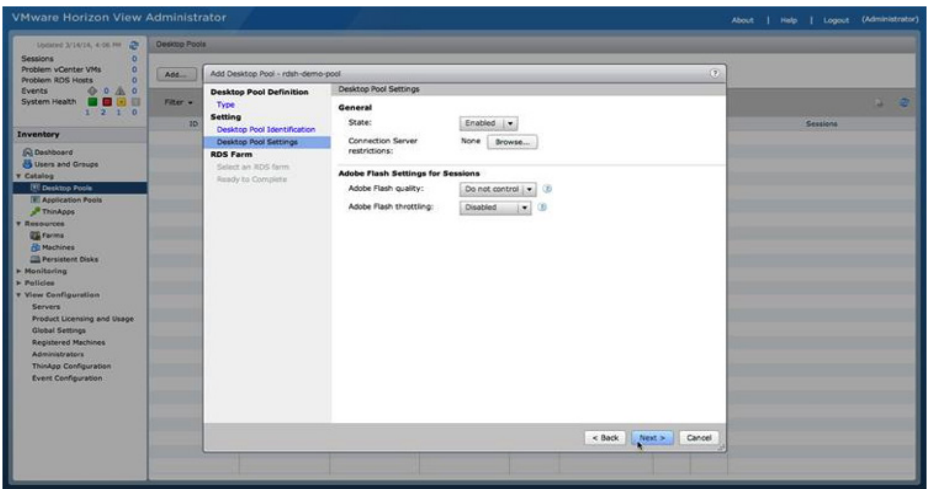 VMware Horizon View Administrator
About | Help | Logout (Administrator)
Updated 3/14/14, 4:06 PM
Sessions 0
Problem vCenter VMs 0
Problem RDS Hosts 0
Events 0 0
System Health
1 2 1 0
Inventory
Dashboard
Users and Groups
Catalog
Desktop Pools
Application Pools
ThinApps
Resources
Farms
Machines
Persistent Disks
Monitoring
Policies
View Configuration
Servers
Product Licensing and Usage
Global Settings
Registered Machines
Administrators
ThinApp Configuration
Event Configuration
Desktop Pools
Add...
Filter
ID
Sessions
Add Desktop Pool - rdsh-demo-pool
?
Desktop Pool Definition
Type
Setting
Desktop Pool Identification
Desktop Pool Settings
RDS Farm
Select an RDS farm
Ready to Complete
Desktop Pool Settings
General
State: Enabled
Connection Server None Browse...
restrictions:
Adobe Flash Settings for Sessions
Adobe Flash quality: Do not control
Adobe Flash throttling: Disabled
< Back Next > Cancel